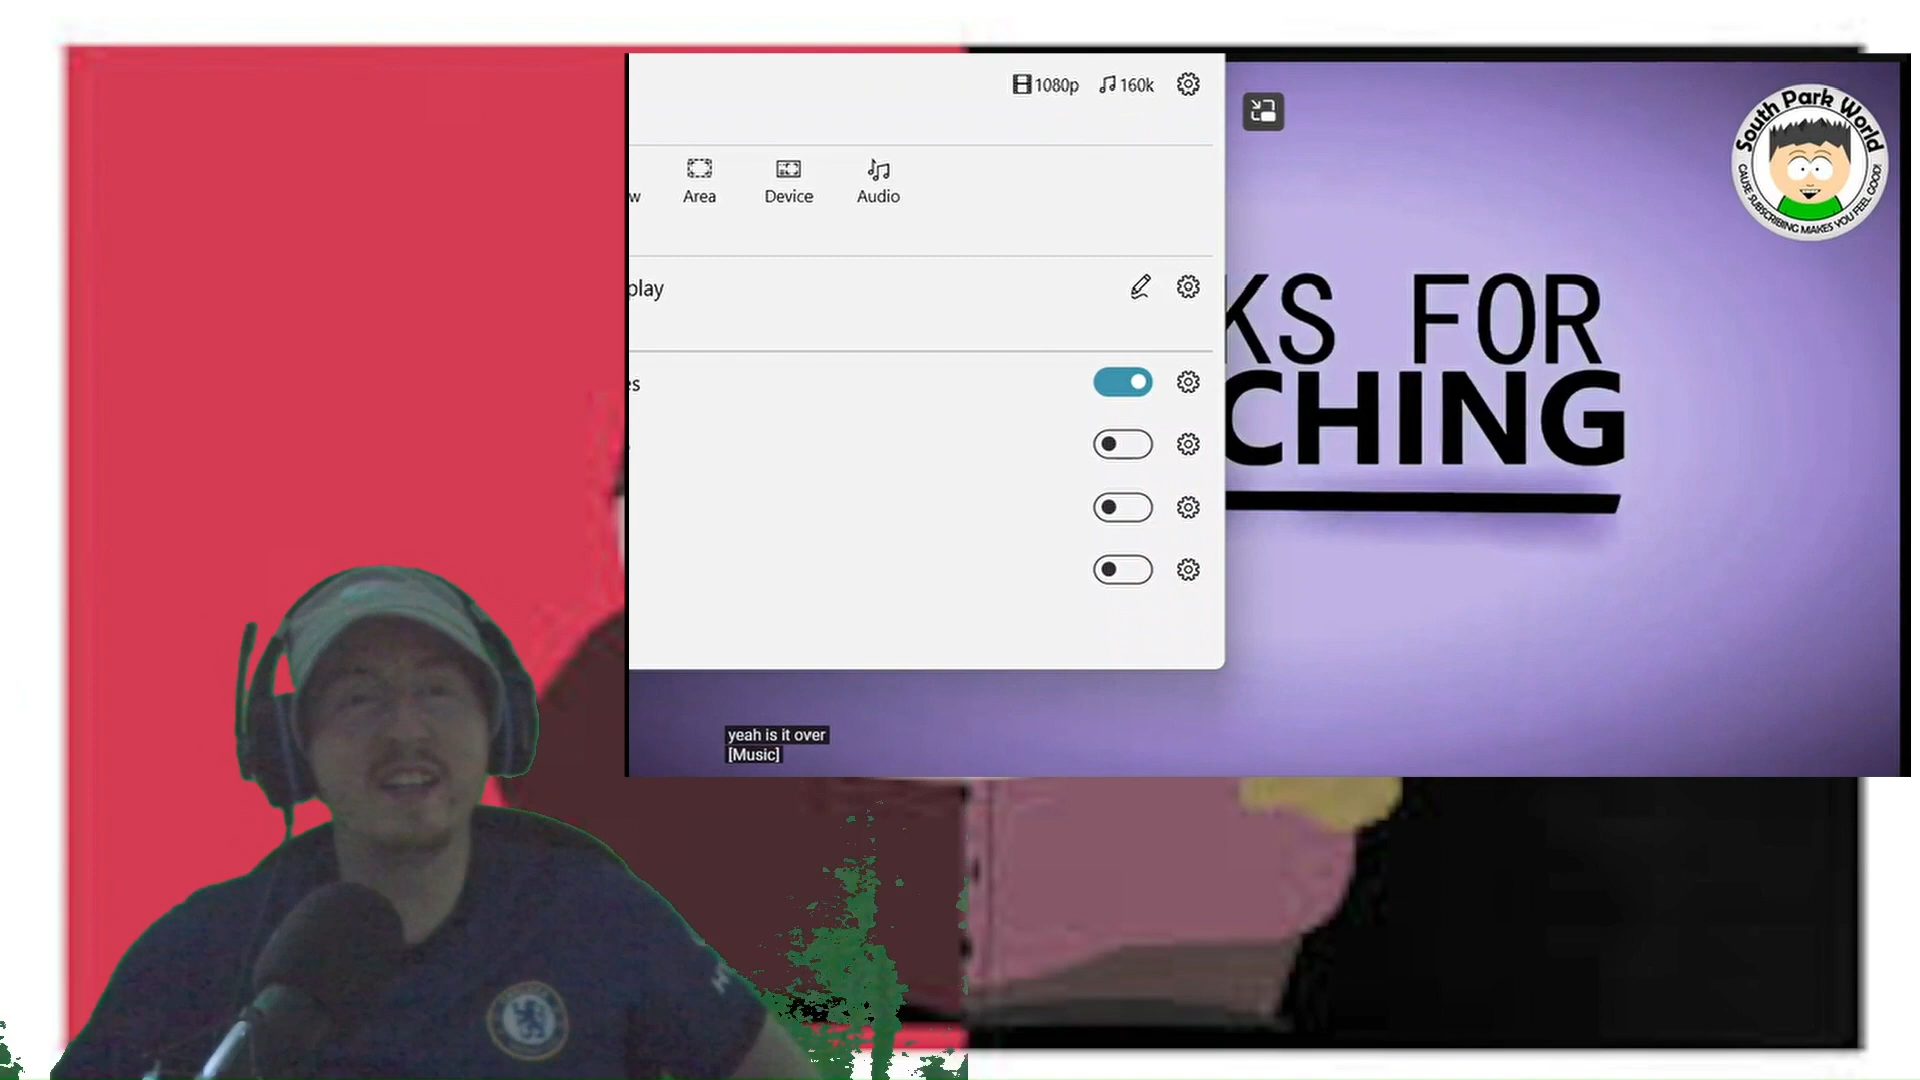 1080p 160k
w Area Device Audio
play
es
KS FOR
CHING
South Park World
CAUSE SUBSCRIBING MAKES YOU FEEL GOOD!
yeah is it over
[Music]